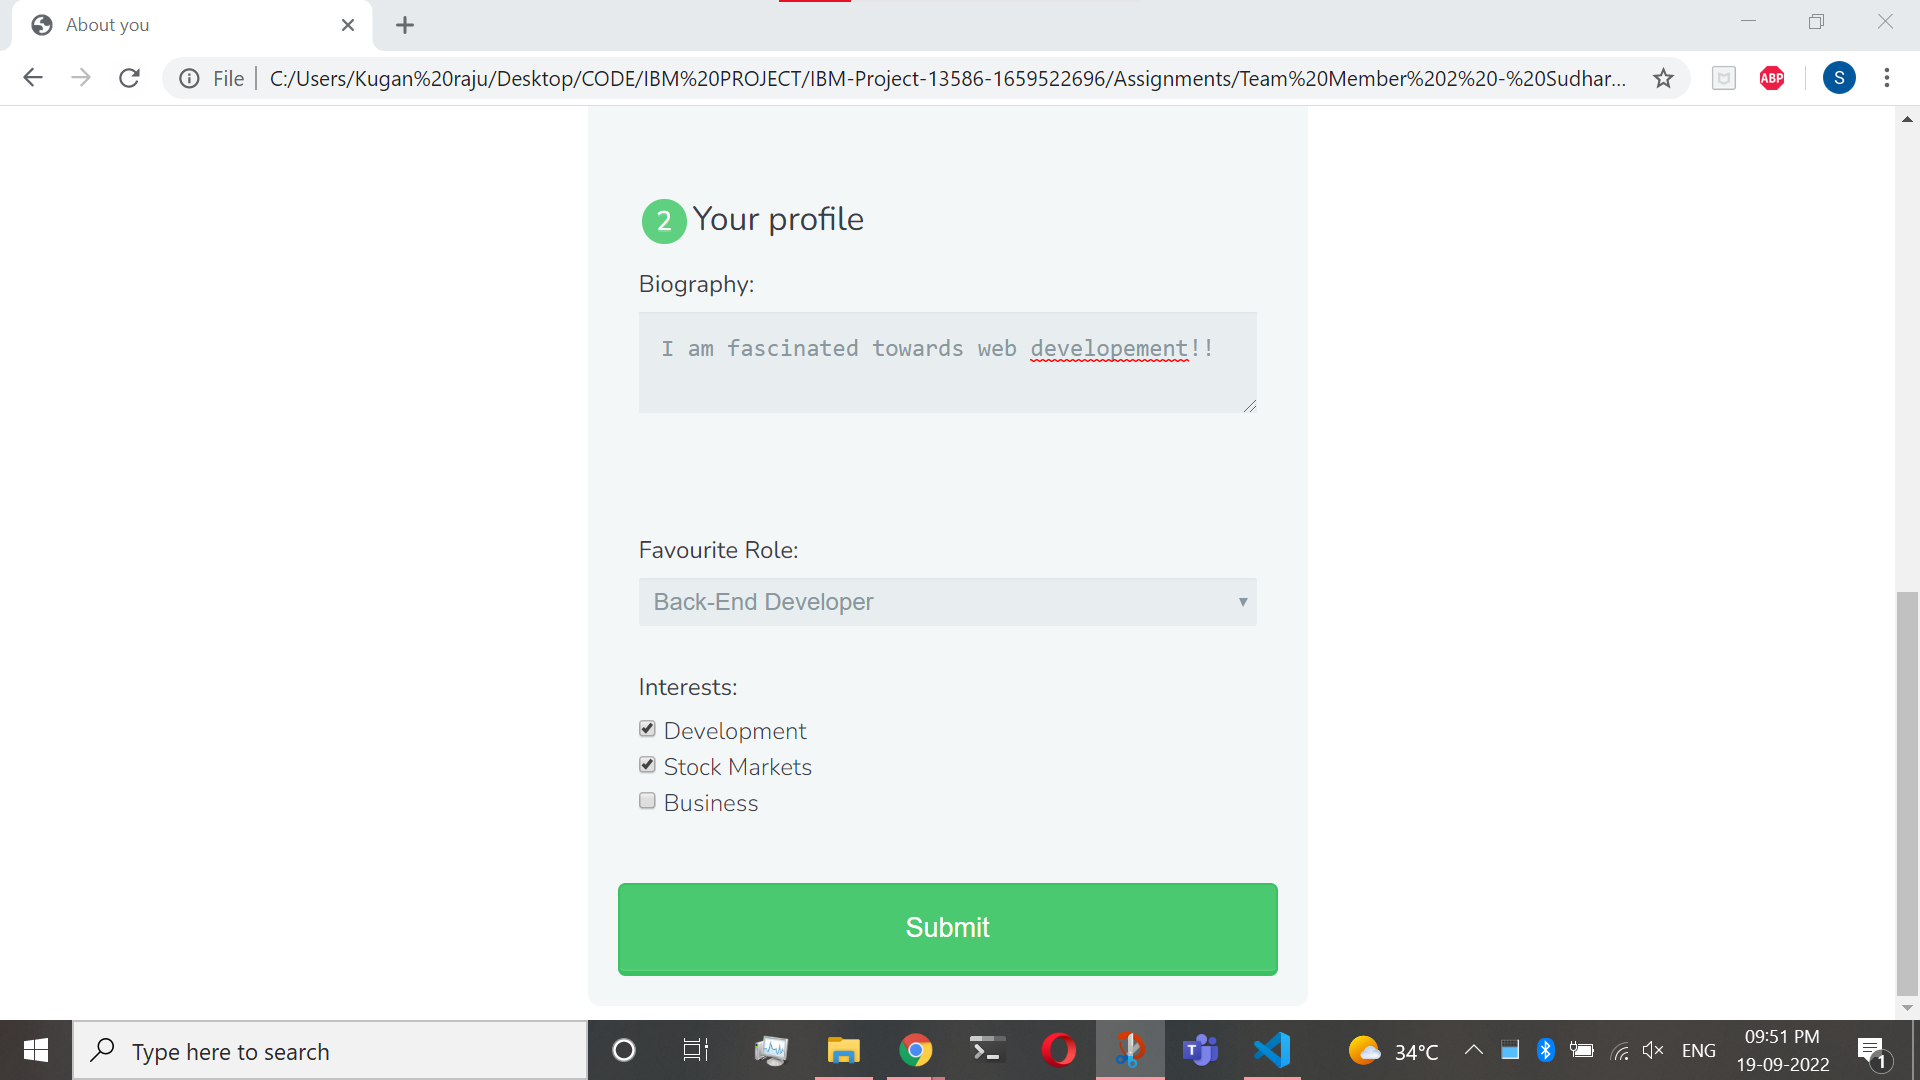 About you
File
C:/Users/Kugan%20raju/Desktop/CODE/IBM%20PROJECT/IBM-Project-13586-1659522696/Assignments/Team%20Member%202%20-%20Sudhar...
ABP
S
2 Your profile
Biography:
I am fascinated towards web developement!!
Favourite Role:
Back-End Developer
Interests:
Development
Stock Markets
Business
Submit
Type here to search
34°C
ENG
09:51 PM
19-09-2022
1